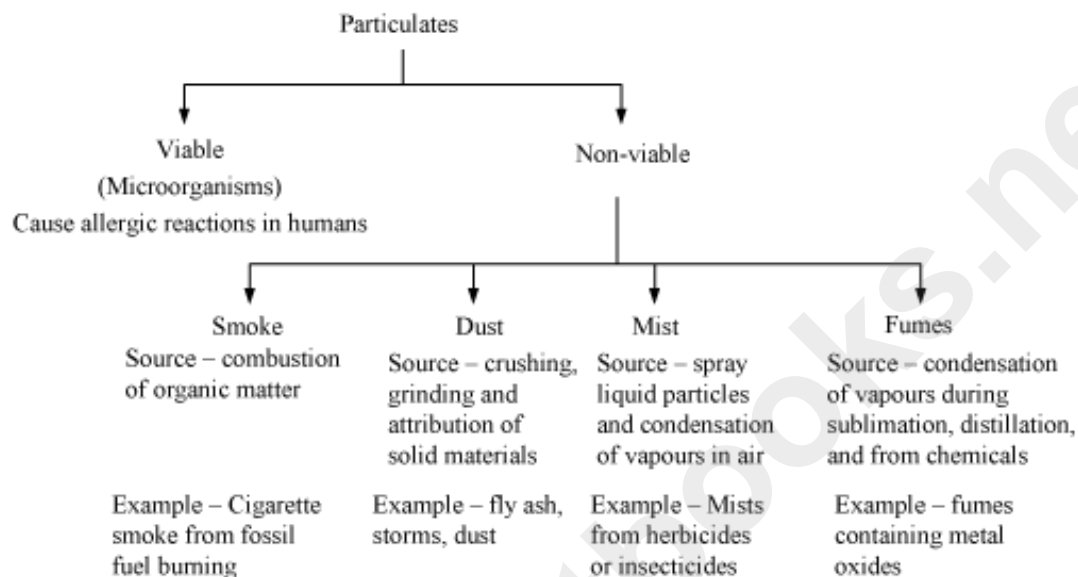 Particulates
Viable
(Microorganisms)
Cause allergic reactions in humans
Non-viable
Smoke
Source – combustion
of organic matter
Example – Cigarette
smoke from fossil
fuel burning
Dust
Source – crushing,
grinding and
attribution of
solid materials
Example – fly ash,
storms, dust
Mist
Source – spray
liquid particles
and condensation
of vapours in air
Example – Mists
from herbicides
or insecticides
Fumes
Source – condensation
of vapours during
sublimation, distillation,
and from chemicals
Example – fumes
containing metal
oxides